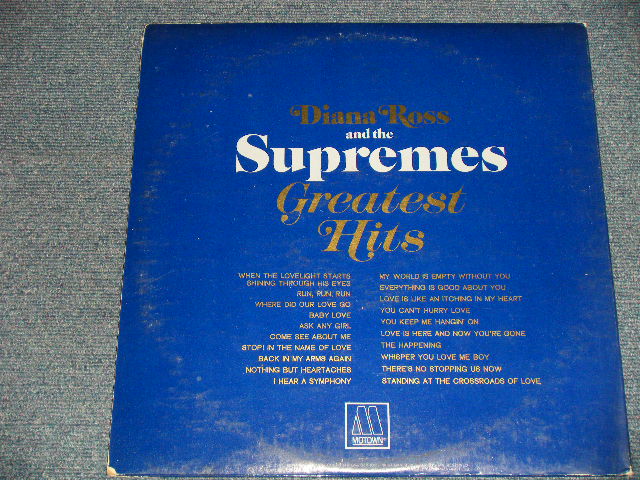 Diana Ross
and the
Supremes
Greatest
Hits
WHEN THE LOVELIGHT STARTS
SHINING THROUGH HIS EYES
RUN, RUN, RUN
WHERE DID OUR LOVE GO
BABY LOVE
ASK ANY GIRL
COME SEE ABOUT ME
STOP! IN THE NAME OF LOVE
BACK IN MY ARMS AGAIN
NOTHING BUT HEARTACHES
I HEAR A SYMPHONY
MY WORLD IS EMPTY WITHOUT YOU
EVERYTHING IS GOOD ABOUT YOU
LOVE IS LIKE AN ITCHING IN MY HEART
YOU CAN'T HURRY LOVE
YOU KEEP ME HANGIN' ON
LOVE IS HERE AND NOW YOU'RE GONE
THE HAPPENING
WHISPER YOU LOVE ME BOY
THERE'S NO STOPPING US NOW
STANDING AT THE CROSSROADS OF LOVE
M
MOTOWN